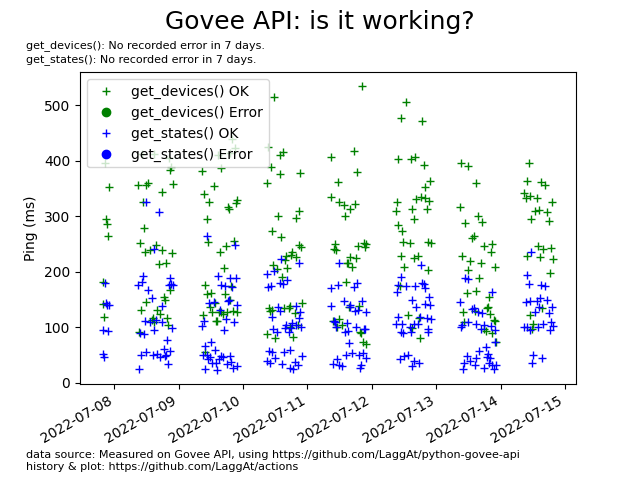 Govee API: is it working?
get_devices(): No recorded error in 7 days.
get_states(): No recorded error in 7 days.
get_devices() OK
get_devices() Error
get_states() OK
get_states() Error
Ping (ms)
500
400
300
200
100
0
2022-07-08
2022-07-09
2022-07-10
2022-07-11
2022-07-12
2022-07-13
2022-07-14
2022-07-15
data source: Measured on Govee API, using https://github.com/LaggAt/python-govee-api
history & plot: https://github.com/LaggAt/actions